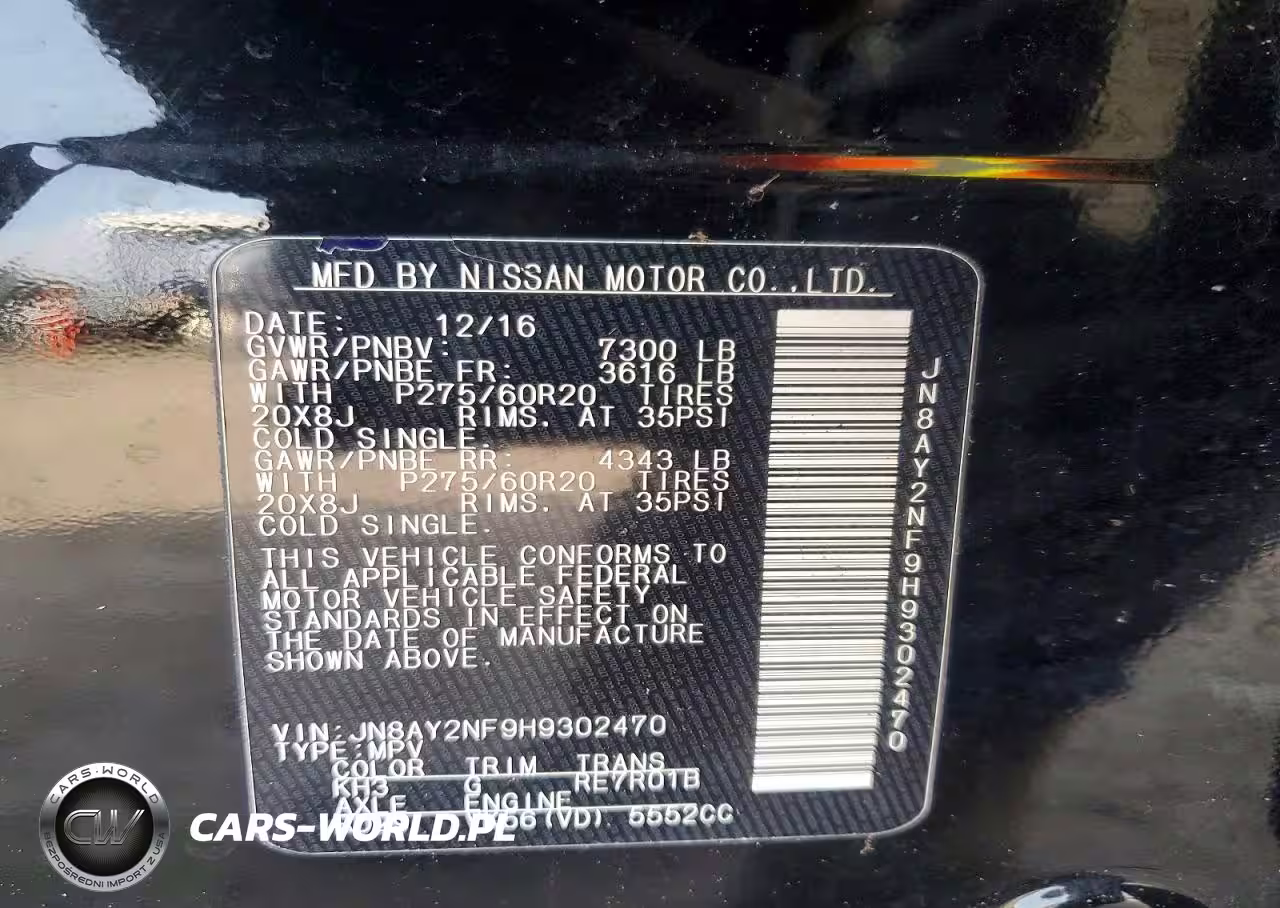 MFD BY NISSAN MOTOR CO.,LTD.
DATE: 12/16
GVWR/PNBV: 7300 LB
GAWR/PNBE FR: 3616 LB
WITH P275/60R20 TIRES
20X8J RIMS. AT 35PSI
COLD SINGLE.
GAWR/PNBE RR: 4343 LB
WITH P275/60R20 TIRES
20X8J RIMS. AT 35PSI
COLD SINGLE.
THIS VEHICLE CONFORMS TO
ALL APPLICABLE FEDERAL
MOTOR VEHICLE SAFETY
STANDARDS IN EFFECT ON
THE DATE OF MANUFACTURE
SHOWN ABOVE.
VIN:JN8AY2NF9H9302470
TYPE:MPV
COLOR TRIM TRANS
KH3 G RE7R01B
AXLE ENGINE
(VD). 5552CC
JN8AY2NF9H9302470
CARS-WORLD
CW
BEZPOŚREDNI IMPORT Z USA
CARS-WORLD.PL